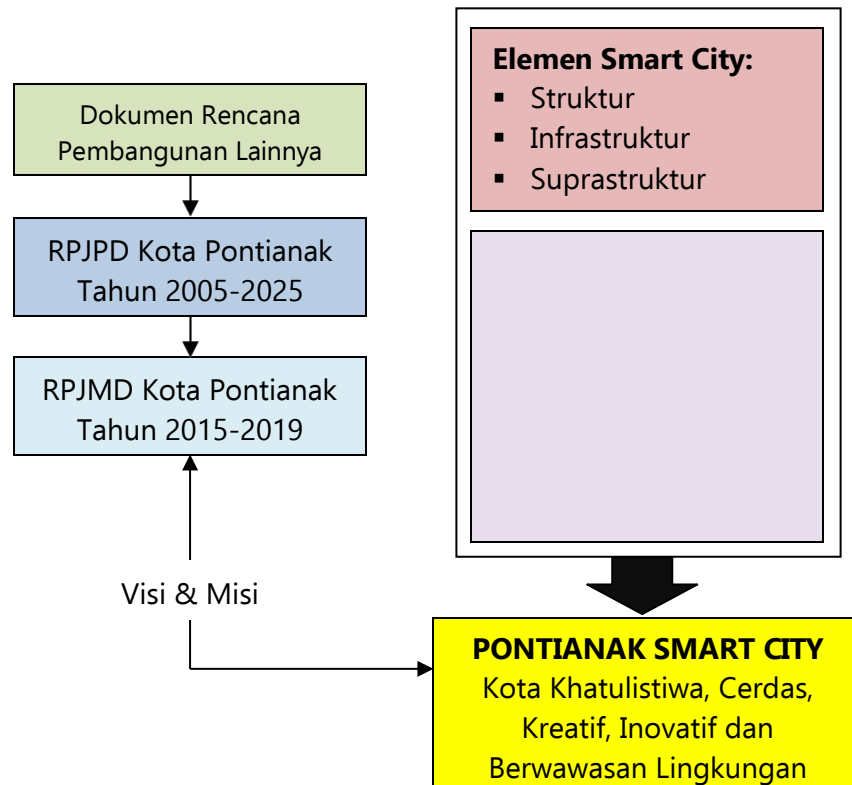 Dokumen Rencana
Pembangunan Lainnya
RPJPD Kota Pontianak
Tahun 2005-2025
RPJMD Kota Pontianak
Tahun 2015-2019
Visi & Misi
Elemen Smart City:
▪ Struktur
▪ Infrastruktur
▪ Suprastruktur
PONTIANAK SMART CITY
Kota Khatulistiwa, Cerdas,
Kreatif, Inovatif dan
Berwawasan Lingkungan